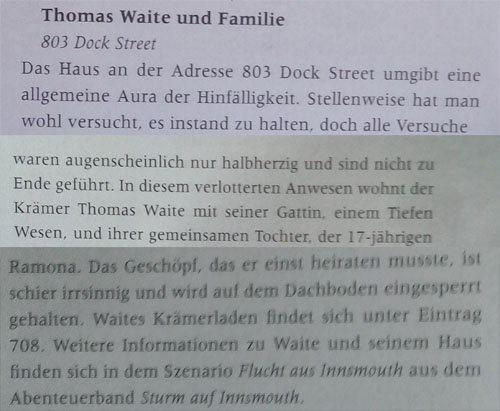 Thomas Waite und Familie
803 Dock Street
Das Haus an der Adresse 803 Dock Street umgibt eine
allgemeine Aura der Hinfälligkeit. Stellenweise hat man
wohl versucht, es instand zu halten, doch alle Versuche
waren augenscheinlich nur halbherzig und sind nicht zu
Ende geführt. In diesem verlotterten Anwesen wohnt der
Krämer Thomas Waite mit seiner Gattin, einem Tiefen
Wesen, und ihrer gemeinsamen Tochter, der 17-jährigen
Ramona. Das Geschöpf, das er einst heiraten musste, ist
schier irrsinnig und wird auf dem Dachboden eingesperrt
gehalten. Waites Krämerladen findet sich unter Eintrag
708. Weitere Informationen zu Waite und seinem Haus
finden sich in dem Szenario Flucht aus Innsmouth aus dem
Abenteuerband Sturm auf Innsmouth.